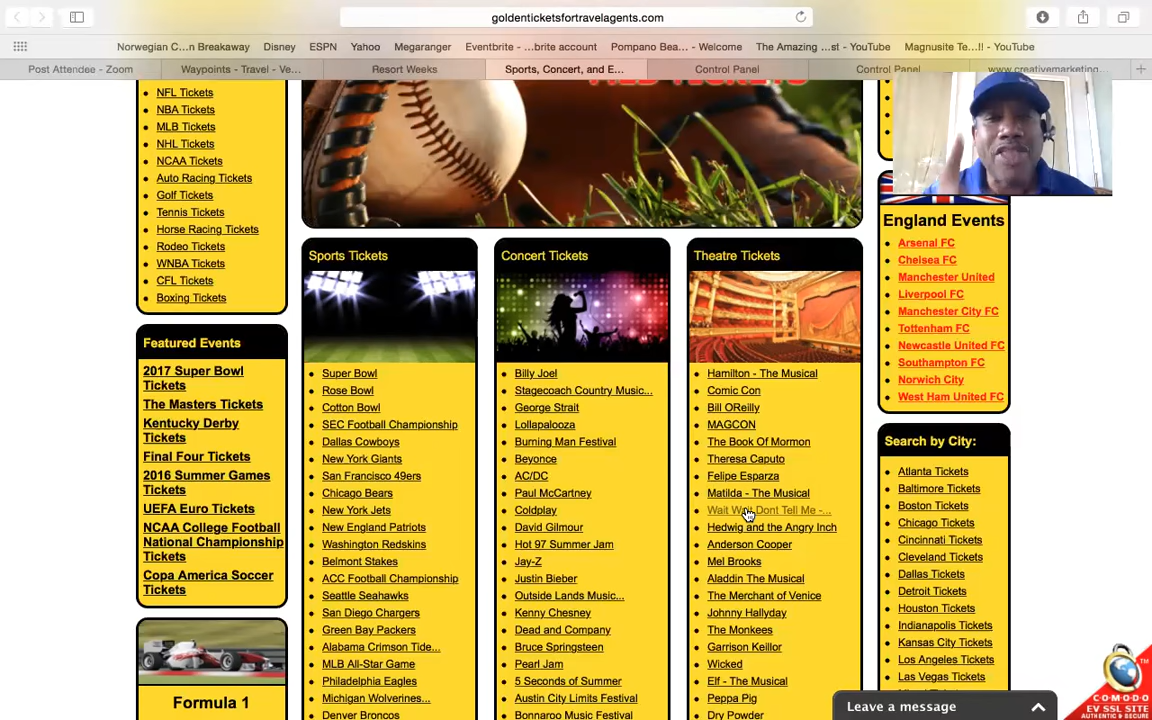 goldenticketsfortravelagents.com
Norwegian C...n Breakaway
Disney
ESPN
Yahoo
Megaranger
Eventbrite - ...brite account
Pompano Bea... - Welcome
The Amazing ...st - YouTube
Magnusite Te...!! - YouTube
Post Attendee - Zoom
Waypoints - Travel - Ve...
Resort Weeks
Sports, Concert, and E...
Control Panel
Control Panel
www.creativemarketing...
NFL Tickets
NBA Tickets
MLB Tickets
NHL Tickets
NCAA Tickets
Auto Racing Tickets
Golf Tickets
Tennis Tickets
Horse Racing Tickets
Rodeo Tickets
WNBA Tickets
CFL Tickets
Boxing Tickets
Featured Events
2017 Super Bowl
Tickets
The Masters Tickets
Kentucky Derby
Tickets
Final Four Tickets
2016 Summer Games
Tickets
UEFA Euro Tickets
NCAA College Football
National Championship
Tickets
Copa America Soccer
Tickets
Formula 1
Sports Tickets
Super Bowl
Rose Bowl
Cotton Bowl
SEC Football Championship
Dallas Cowboys
New York Giants
San Francisco 49ers
Chicago Bears
New York Jets
New England Patriots
Washington Redskins
Belmont Stakes
ACC Football Championship
Seattle Seahawks
San Diego Chargers
Green Bay Packers
Alabama Crimson Tide...
MLB All-Star Game
Philadelphia Eagles
Michigan Wolverines...
Denver Broncos
Concert Tickets
Billy Joel
Stagecoach Country Music...
George Strait
Lollapalooza
Burning Man Festival
Beyonce
AC/DC
Paul McCartney
Coldplay
David Gilmour
Hot 97 Summer Jam
Jay-Z
Justin Bieber
Outside Lands Music...
Kenny Chesney
Dead and Company
Bruce Springsteen
Pearl Jam
5 Seconds of Summer
Austin City Limits Festival
Bonnaroo Music Festival
Theatre Tickets
Hamilton - The Musical
Comic Con
Bill OReilly
MAGCON
The Book Of Mormon
Theresa Caputo
Felipe Esparza
Matilda - The Musical
Wait Wait Dont Tell Me -...
Hedwig and the Angry Inch
Anderson Cooper
Mel Brooks
Aladdin The Musical
The Merchant of Venice
Johnny Hallyday
The Monkees
Garrison Keillor
Wicked
Elf - The Musical
Peppa Pig
Dry Powder
England Events
Arsenal FC
Chelsea FC
Manchester United
Liverpool FC
Manchester City FC
Tottenham FC
Newcastle United FC
Southampton FC
Norwich City
West Ham United FC
Search by City:
Atlanta Tickets
Baltimore Tickets
Boston Tickets
Chicago Tickets
Cincinnati Tickets
Cleveland Tickets
Dallas Tickets
Detroit Tickets
Houston Tickets
Indianapolis Tickets
Kansas City Tickets
Los Angeles Tickets
Las Vegas Tickets
Leave a message
COMODO
EV SSL SITE
AUTHENTIC & SECURE